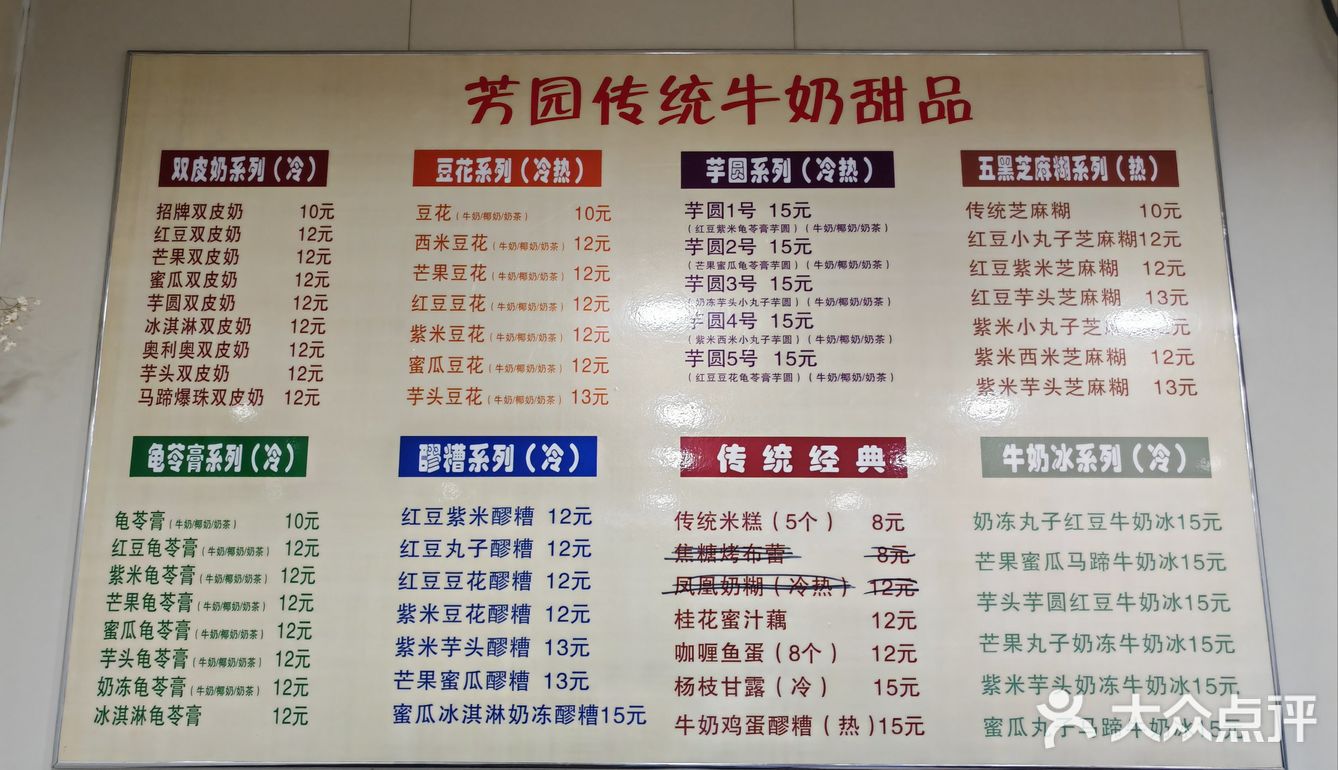 芳园传统牛奶甜品
双皮奶系列（冷）
招牌双皮奶 10元
红豆双皮奶 12元
芒果双皮奶 12元
蜜瓜双皮奶 12元
芋圆双皮奶 12元
冰淇淋双皮奶 12元
奥利奥双皮奶 12元
芋头双皮奶 12元
马蹄爆珠双皮奶 12元
豆花系列（冷热）
豆花（牛奶/椰奶/奶茶） 10元
西米豆花（牛奶/椰奶/奶茶） 12元
芒果豆花（牛奶/椰奶/奶茶） 12元
红豆豆花（牛奶/椰奶/奶茶） 12元
紫米豆花（牛奶/椰奶/奶茶） 12元
蜜瓜豆花（牛奶/椰奶/奶茶） 12元
芋头豆花（牛奶/椰奶/奶茶） 13元
芋圆系列（冷热）
芋圆1号 15元
（红豆紫米龟苓膏芋圆）（牛奶/椰奶/奶茶）
芋圆2号 15元
（芒果蜜瓜龟苓膏芋圆）（牛奶/椰奶/奶茶）
芋圆3号 15元
（奶冻芋头小丸子芋圆）（牛奶/椰奶/奶茶）
芋圆4号 15元
（紫米西米小丸子芋圆）（牛奶/椰奶/奶茶）
芋圆5号 15元
（红豆豆花龟苓膏芋圆）（牛奶/椰奶/奶茶）
五黑芝麻糊系列（热）
传统芝麻糊 10元
红豆小丸子芝麻糊12元
红豆紫米芝麻糊 12元
红豆芋头芝麻糊 13元
紫米小丸子芝麻 元
紫米西米芝麻糊 12元
紫米芋头芝麻糊 13元
龟苓膏系列（冷）
龟苓膏（牛奶/椰奶/奶茶） 10元
红豆龟苓膏（牛奶/椰奶/奶茶） 12元
紫米龟苓膏（牛奶/椰奶/奶茶） 12元
芒果龟苓膏（牛奶/椰奶/奶茶） 12元
蜜瓜龟苓膏（牛奶/椰奶/奶茶） 12元
芋头龟苓膏（牛奶/椰奶/奶茶） 12元
奶冻龟苓膏（牛奶/椰奶/奶茶） 12元
冰淇淋龟苓膏 12元
醪糟系列（冷）
红豆紫米醪糟 12元
红豆丸子醪糟 12元
红豆豆花醪糟 12元
紫米豆花醪糟 12元
紫米芋头醪糟 13元
芒果蜜瓜醪糟 13元
蜜瓜冰淇淋奶冻醪糟15元
传统经典
传统米糕（5个） 8元
焦糖烤布蕾 8元
凤凰奶糊（冷热） 12元
桂花蜜汁藕 12元
咖喱鱼蛋（8个） 12元
杨枝甘露（冷） 15元
牛奶鸡蛋醪糟（热）15元
牛奶冰系列（冷）
奶冻丸子红豆牛奶冰15元
芒果蜜瓜马蹄牛奶冰15元
芋头芋圆红豆牛奶冰15元
芒果丸子奶冻牛奶冰15元
紫米芋头奶冻牛奶冰15元
蜜瓜丸子马蹄牛奶冰15元
大众点评